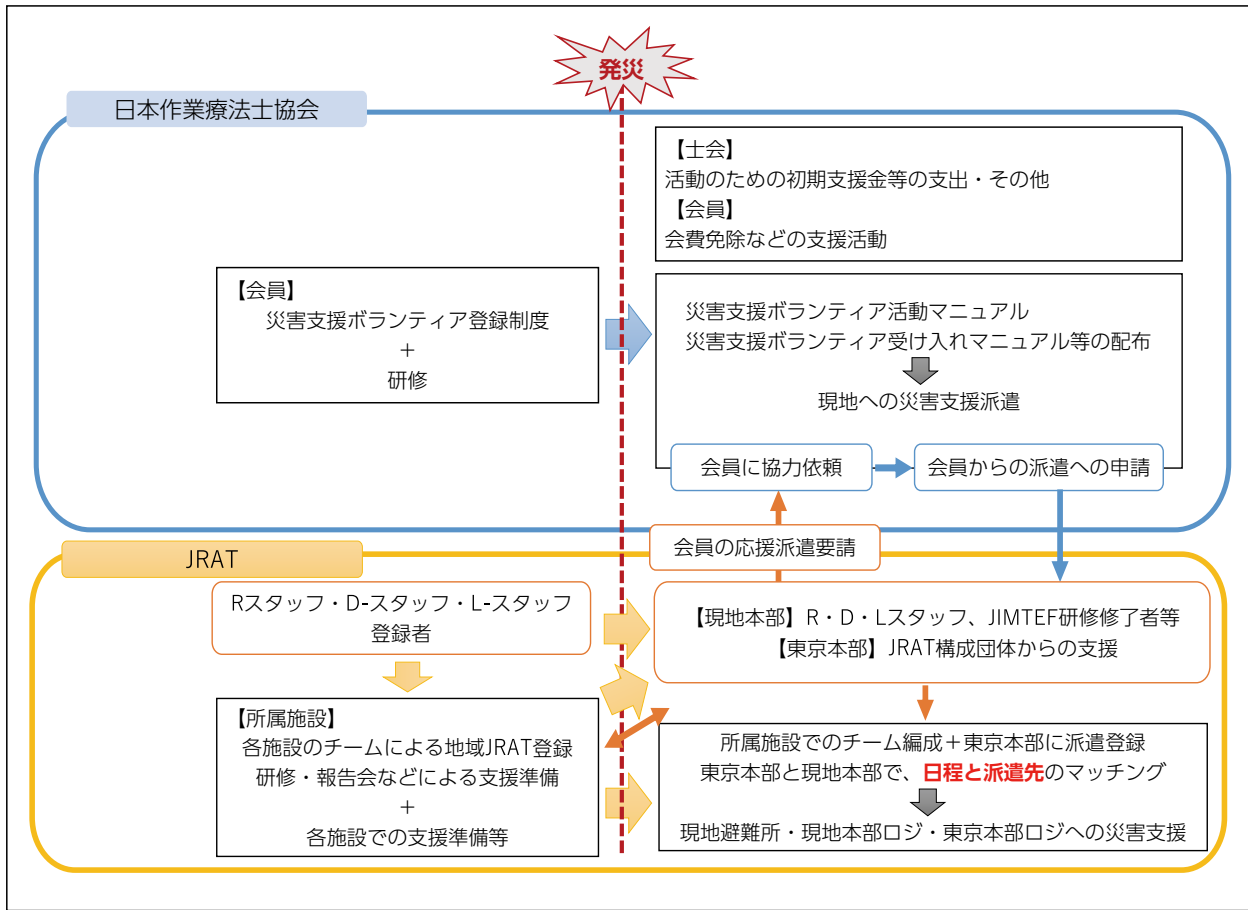 発災
日本作業療法士協会
【士会】
活動のための初期支援金等の支出・その他
【会員】
会費免除などの支援活動
【会員】
災害支援ボランティア登録制度
+
研修
災害支援ボランティア活動マニュアル
災害支援ボランティア受け入れマニュアル等の配布
現地への災害支援派遣
会員に協力依頼
会員からの派遣への申請
会員の応援派遣要請
JRAT
Rスタッフ・D-スタッフ・L-スタッフ
登録者
【現地本部】R・D・Lスタッフ、JIMTEF研修修了者等
【東京本部】JRAT構成団体からの支援
【所属施設】
各施設のチームによる地域JRAT登録
研修・報告会などによる支援準備
+
各施設での支援準備等
所属施設でのチーム編成+東京本部に派遣登録
東京本部と現地本部で、日程と派遣先のマッチング
現地避難所・現地本部ロジ・東京本部ロジへの災害支援